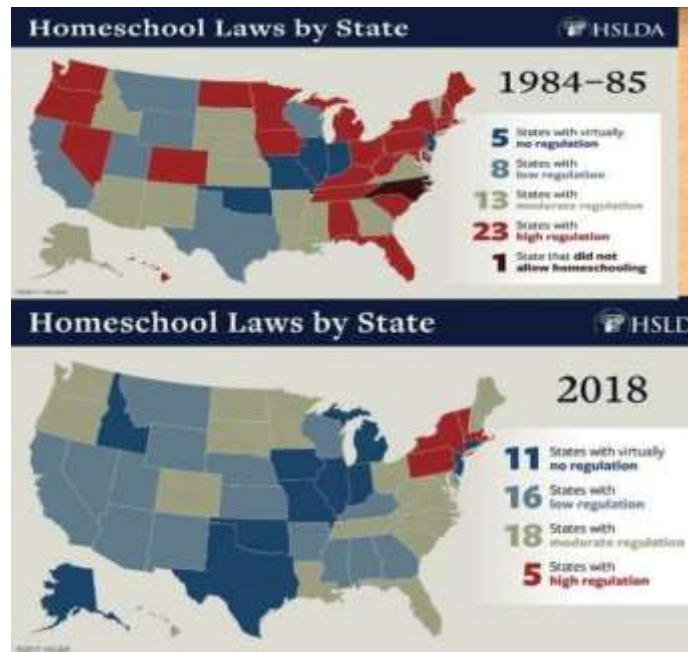 Homeschool Laws by State
HSLDA
1984–85
5 States with virtually
no regulation
8 States with
low regulation
13 States with
moderate regulation
23 States with
high regulation
1 State that did not
allow homeschooling
Homeschool Laws by State
HSLD
2018
11 States with virtually
no regulation
16 States with
low regulation
18 States with
moderate regulation
5 States with
high regulation